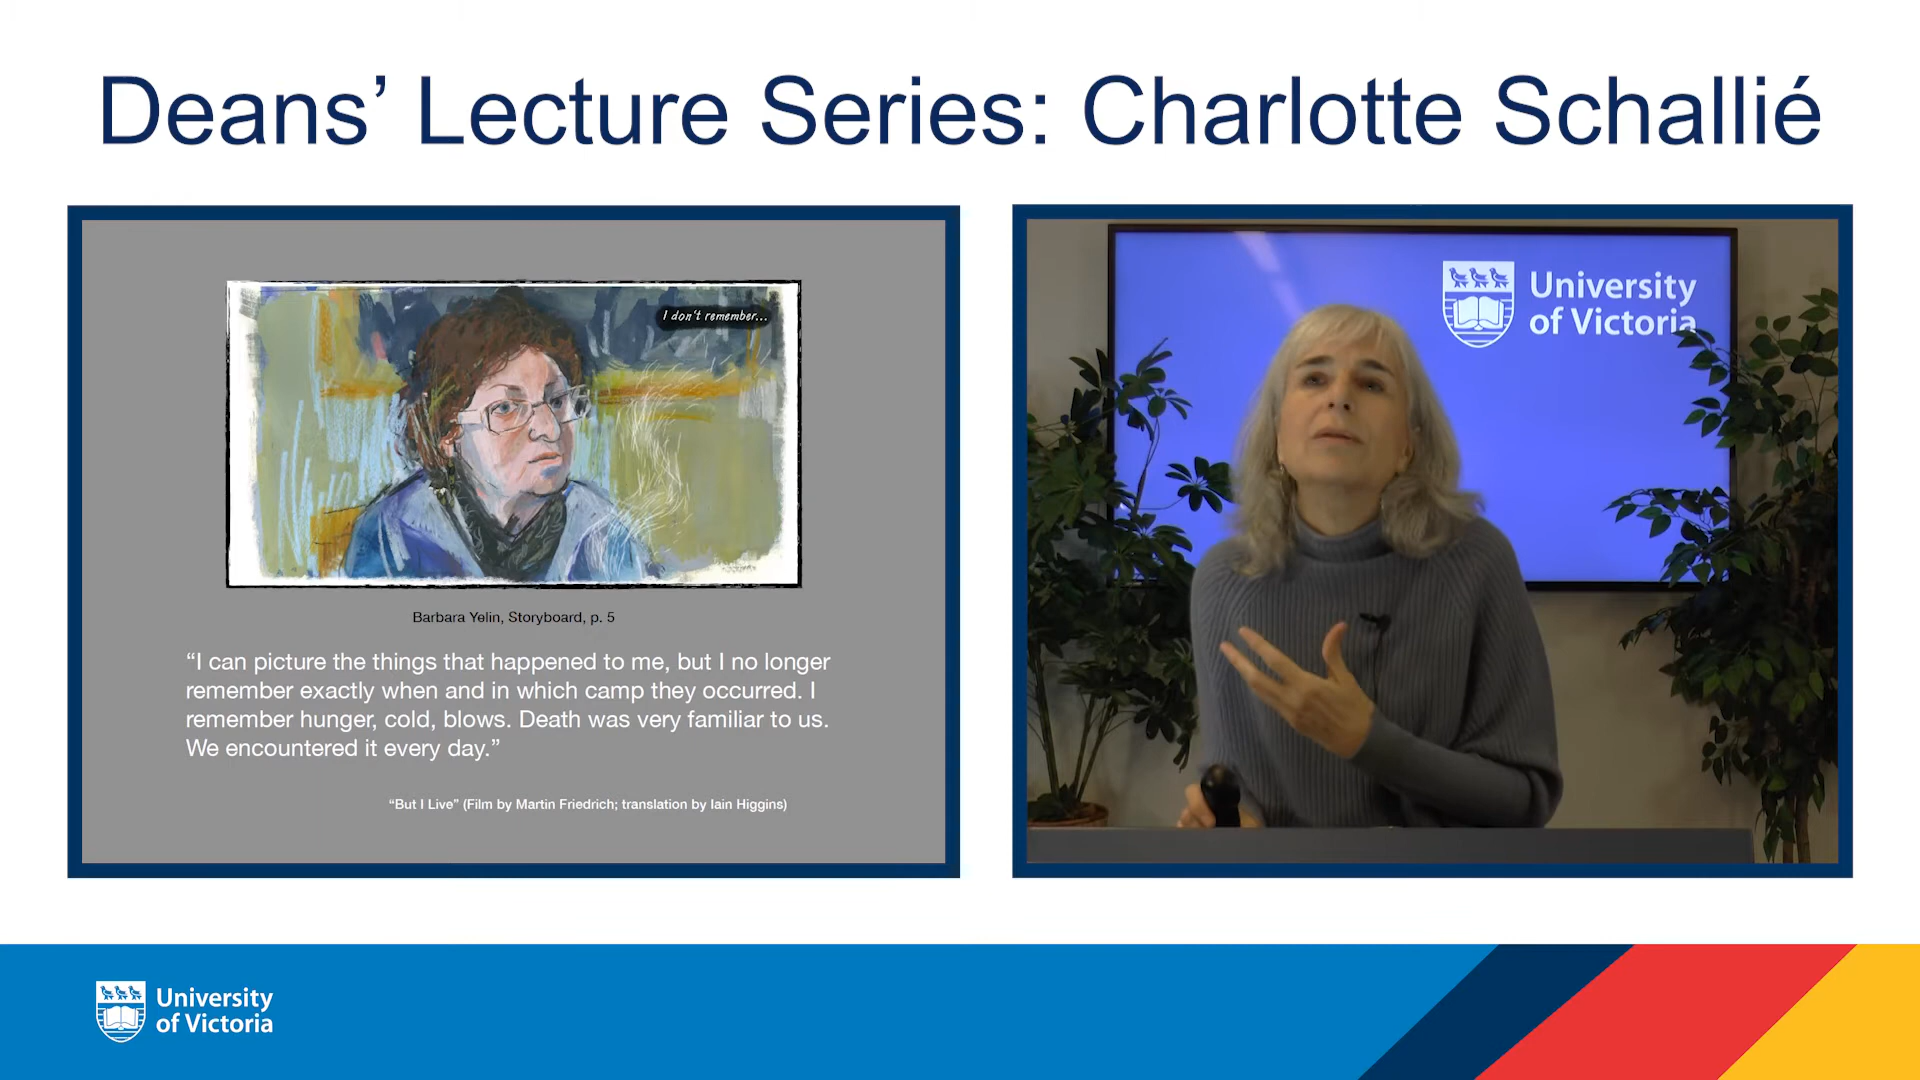 Deans’ Lecture Series: Charlotte Schallié
I don't remember...
Barbara Yelin, Storyboard, p. 5
“I can picture the things that happened to me, but I no longer
remember exactly when and in which camp they occurred. I
remember hunger, cold, blows. Death was very familiar to us.
We encountered it every day.”
“But I Live” (Film by Martin Friedrich; translation by Iain Higgins)
University
of Victoria
University
of Victoria